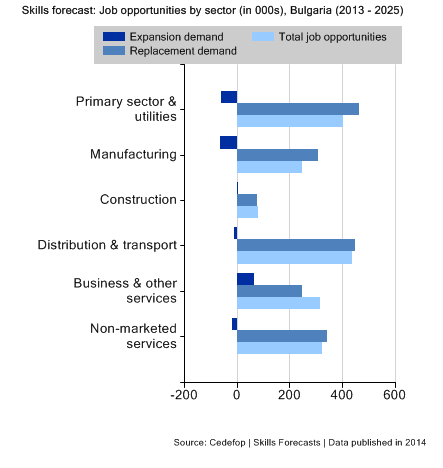 Skills forecast: Job opportunities by sector (in 000s), Bulgaria (2013 - 2025)
Expansion demand
Total job opportunities
Replacement demand
Primary sector &
utilities
Manufacturing
Construction
Distribution & transport
Business & other
services
Non-marketed
services
-200 0 200 400 600
Source: Cedefop | Skills Forecasts | Data published in 2014